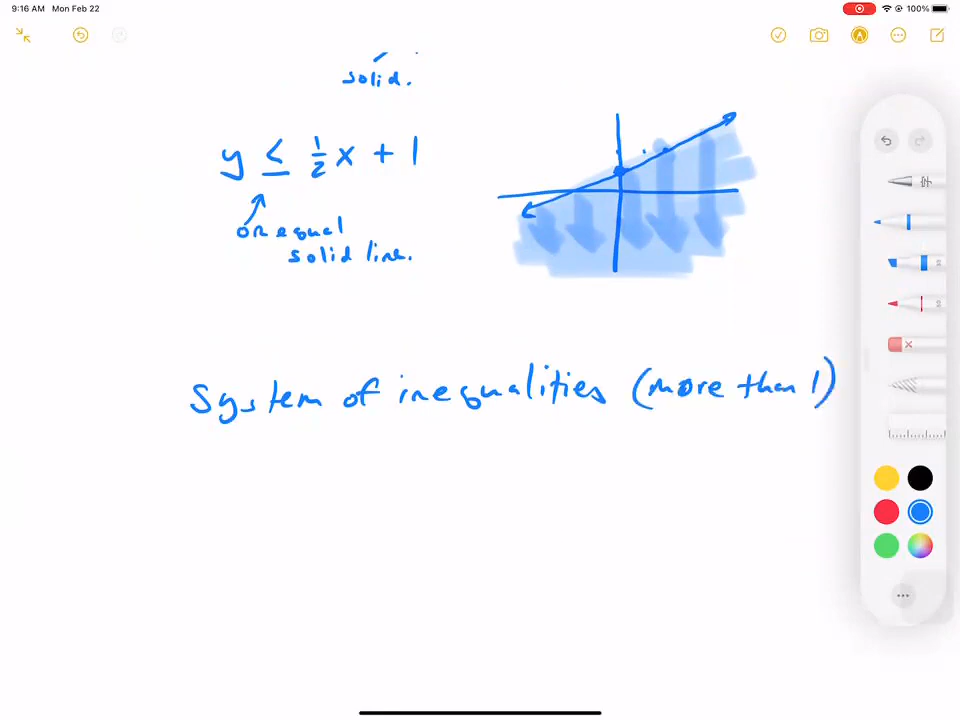 9:16 AM Mon Feb 22
100%
solid.
y ≤ 1/2 x + 1
or equal
solid line.
System of inequalities (more than 1)